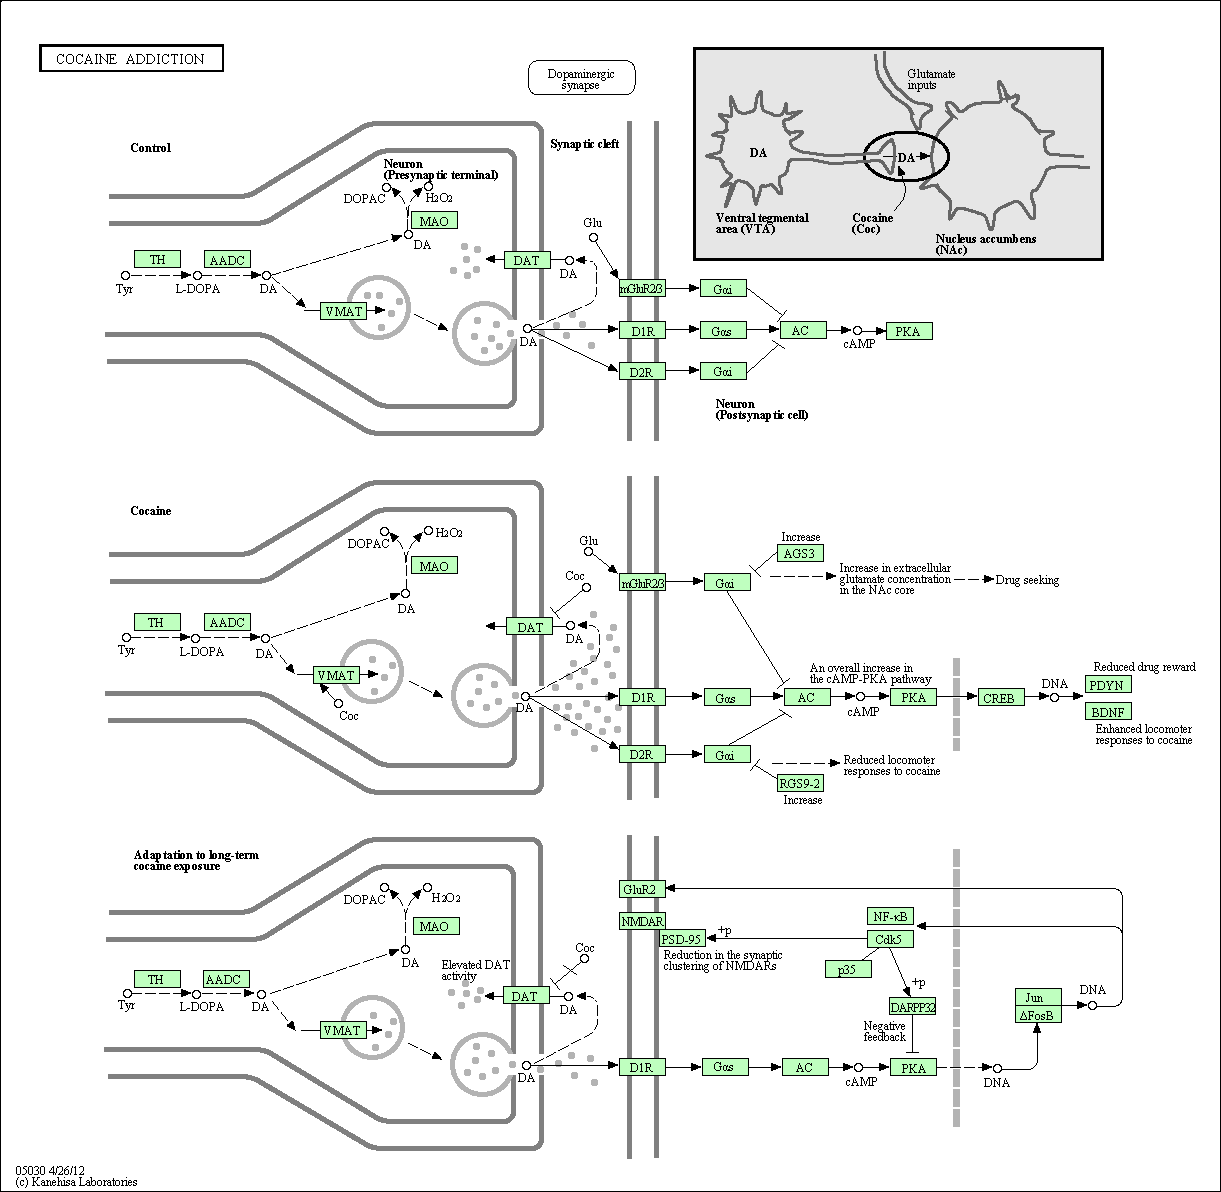 COCAINE ADDICTION
Dopaminergic
synapse
Glutamate
inputs
DA
DA
Ventral tegmental
area (VTA)
Cocaine
(Coc)
Nucleus accumbens
(NAc)
Control
Synaptic cleft
Neuron
(Presynaptic terminal)
DOPAC
H2O2
MAO
DA
TH
AADC
Tyr
L-DOPA
DA
VMAT
DAT
DA
Glu
DA
mGluR2/3
Gαi
D1R
Gαs
AC
cAMP
PKA
D2R
Gαi
Neuron
(Postsynaptic cell)
Cocaine
DOPAC
H2O2
MAO
DA
TH
AADC
Tyr
L-DOPA
DA
VMAT
Coc
Glu
Coc
DAT
DA
DA
mGluR2/3
Gαi
Increase
AGS3
Increase in extracellular
glutamate concentration
in the NAc core
Drug seeking
An overall increase in
the cAMP-PKA pathway
D1R
Gαs
AC
cAMP
PKA
CREB
DNA
Reduced drug reward
PDYN
BDNF
Enhanced locomoter
responses to cocaine
D2R
Gαi
Reduced locomoter
responses to cocaine
RGS9-2
Increase
Adaptation to long-term
cocaine exposure
DOPAC
H2O2
MAO
DA
TH
AADC
Tyr
L-DOPA
DA
VMAT
Elevated DAT
activity
Coc
DAT
DA
DA
GluR2
NMDAR
PSD-95
+p
Reduction in the synaptic
clustering of NMDARs
NF-κB
Cdk5
p35
+p
DARPP32
Negative
feedback
D1R
Gαs
AC
cAMP
PKA
DNA
Jun
ΔFosB
DNA
05030 4/26/12
(c) Kanehisa Laboratories